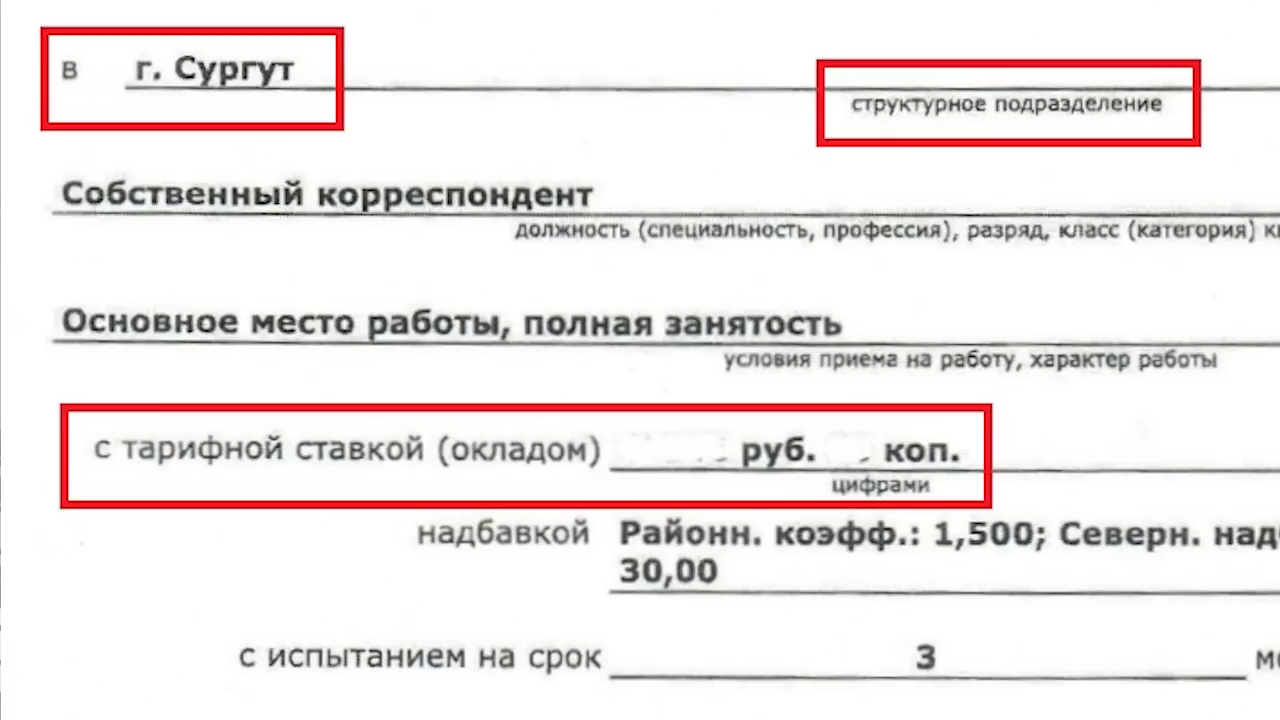 в г. Сургут
структурное подразделение
Собственный корреспондент
должность (специальность, профессия), разряд, класс (категория)
Основное место работы, полная занятость
условия приема на работу, характер работы
с тарифной ставкой (окладом) руб. коп.
цифрами
надбавкой Районн. коэфф.: 1,500; Северн. над
30,00
с испытанием на срок 3